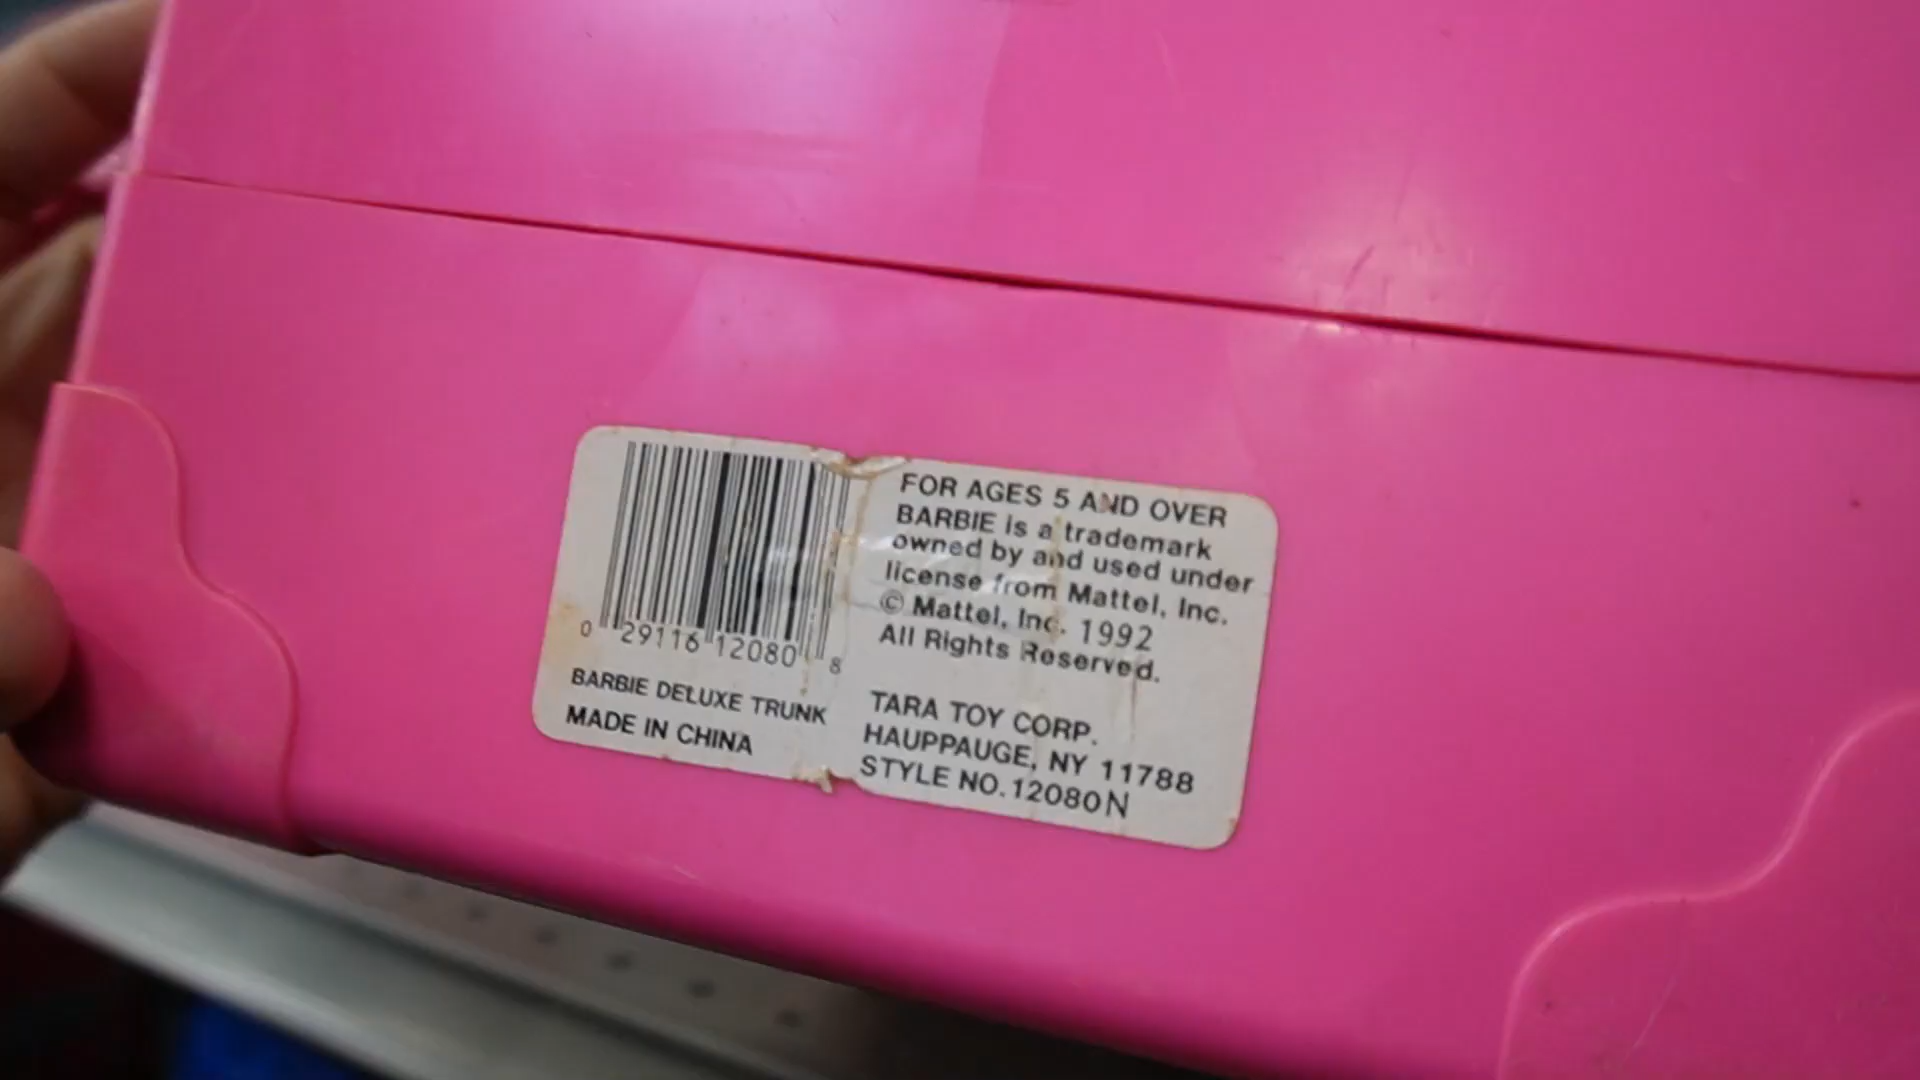 0 29116 12080 8
BARBIE DELUXE TRUNK
MADE IN CHINA
FOR AGES 5 AND OVER
BARBIE is a trademark
owned by and used under
license from Mattel, Inc.
© Mattel, Inc. 1992
All Rights Reserved.
TARA TOY CORP.
HAUPPAUGE, NY 11788
STYLE NO. 12080N